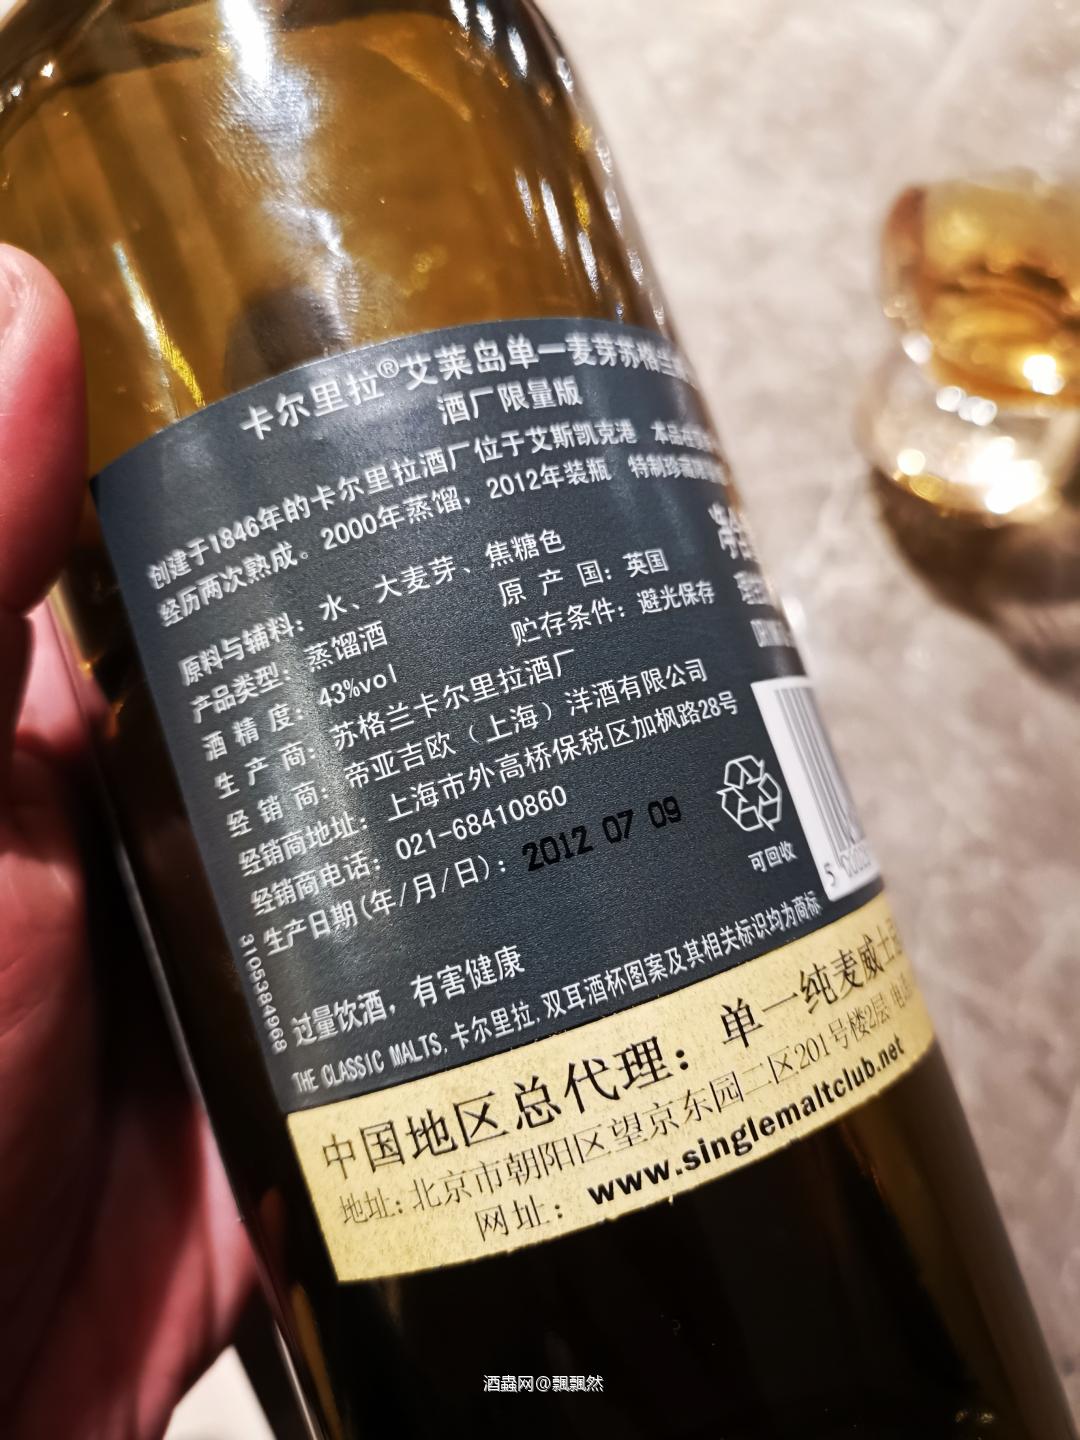 卡尔里拉®艾莱岛单一麦芽苏格兰
酒厂限量版
创建于1846年的卡尔里拉酒厂位于艾斯凯克港 本品在
经历两次熟成。2000年蒸馏，2012年装瓶 特制珍藏
原料与辅料：水、大麦芽、焦糖色
产品类型：蒸馏酒 原 产 国：英国
酒 精 度：43%vol 贮存条件：避光保存
生 产 商：苏格兰卡尔里拉酒厂
经 销 商：帝亚吉欧（上海）洋酒有限公司
经销商地址：上海市外高桥保税区加枫路28号
经销商电话：021-68410860
生产日期(年/月/日)：2012 07 09
可回收
过量饮酒，有害健康
THE CLASSIC MALTS, 卡尔里拉, 双耳酒杯图案及其相关标识均为商标
3105384968
中国地区总代理：单一纯麦威士
地址：北京市朝阳区望京东园二区201号楼2层 电
网址：www.singlemaltclub.net
酒蟲网@飘飘然